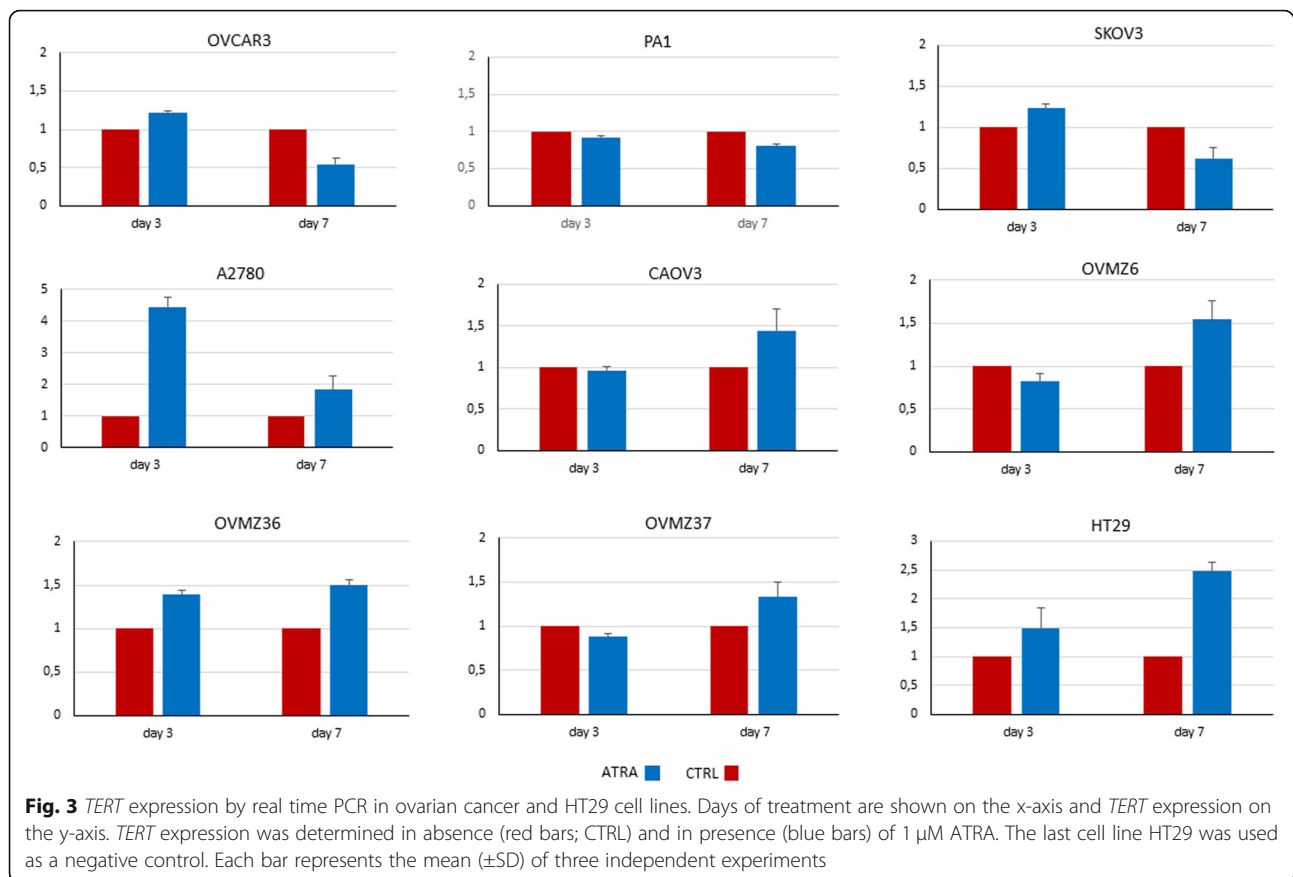 OVCAR3
2
1,5
1
0,5
0
day 3 day 7
PA1
2
1,5
1
0,5
0
day 3 day 7
SKOV3
2
1,5
1
0,5
0
day 3 day 7
A2780
5
4
3
2
1
0
day 3 day 7
CAOV3
2
1,5
1
0,5
0
day 3 day 7
OVMZ6
2
1,5
1
0,5
0
day 3 day 7
OVMZ36
2
1,5
1
0,5
0
day 3 day 7
OVMZ37
2
1,5
1
0,5
0
day 3 day 7
HT29
3
2,5
2
1,5
1
0,5
0
day 3 day 7
ATRA CTRL
Fig. 3 TERT expression by real time PCR in ovarian cancer and HT29 cell lines. Days of treatment are shown on the x-axis and TERT expression on
the y-axis. TERT expression was determined in absence (red bars; CTRL) and in presence (blue bars) of 1 μM ATRA. The last cell line HT29 was used
as a negative control. Each bar represents the mean (±SD) of three independent experiments